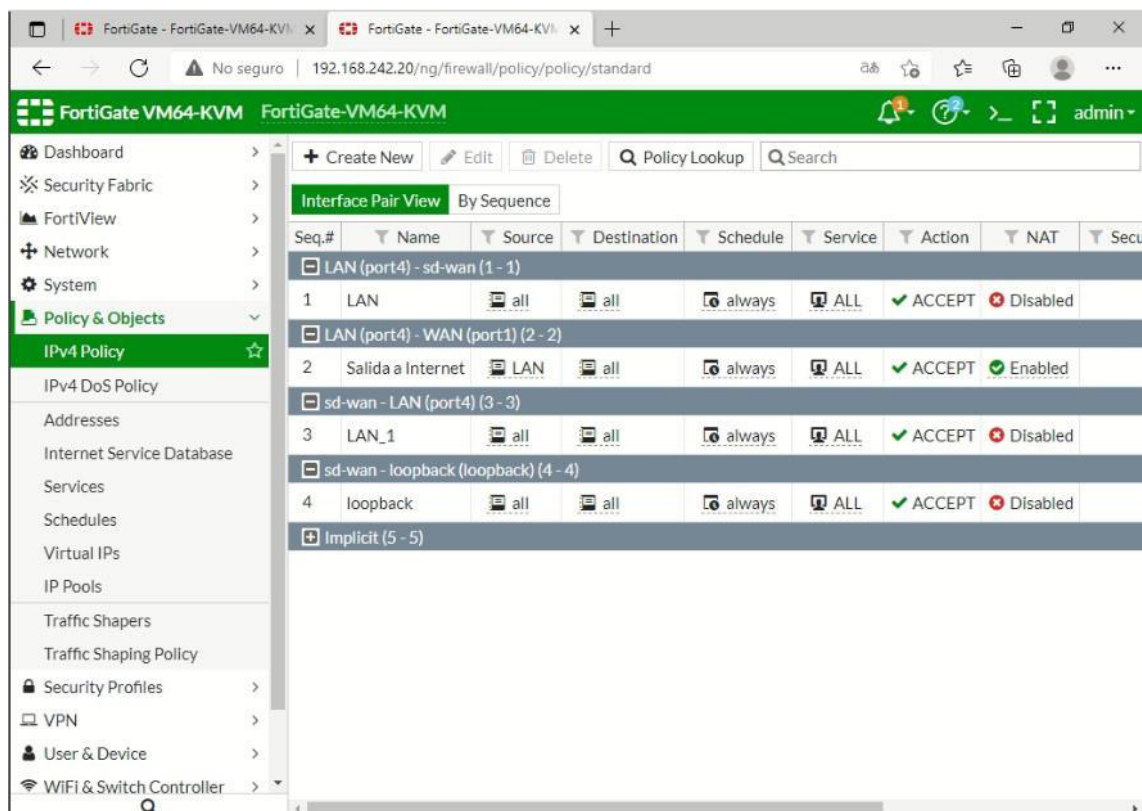 FortiGate - FortiGate-VM64-KV
FortiGate - FortiGate-VM64-KV
No seguro 192.168.242.20/ng/firewall/policy/policy/standard aあ
FortiGate VM64-KVM FortiGate-VM64-KVM 1 2 >_ admin
Dashboard
Security Fabric
FortiView
Network
System
Policy & Objects
IPv4 Policy
IPv4 DoS Policy
Addresses
Internet Service Database
Services
Schedules
Virtual IPs
IP Pools
Traffic Shapers
Traffic Shaping Policy
Security Profiles
VPN
User & Device
WiFi & Switch Controller
+ Create New Edit Delete Policy Lookup Search
Interface Pair View By Sequence
Seq.# Name Source Destination Schedule Service Action NAT Secu
LAN (port4) - sd-wan (1 - 1)
1 LAN all all always ALL ACCEPT Disabled
LAN (port4) - WAN (port1) (2 - 2)
2 Salida a Internet LAN all always ALL ACCEPT Enabled
sd-wan - LAN (port4) (3 - 3)
3 LAN_1 all all always ALL ACCEPT Disabled
sd-wan - loopback (loopback) (4 - 4)
4 loopback all all always ALL ACCEPT Disabled
Implicit (5 - 5)